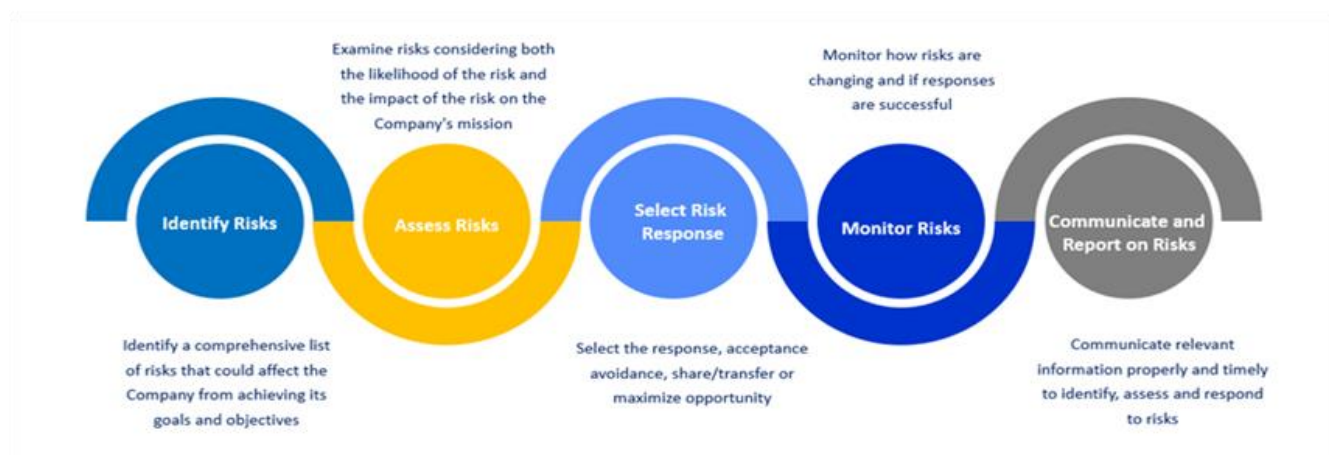 Identify Risks
Identify a comprehensive list
of risks that could affect the
Company from achieving its
goals and objectives
Examine risks considering both
the likelihood of the risk and
the impact of the risk on the
Company's mission
Assess Risks
Select Risk
Response
Select the response, acceptance
avoidance, share/transfer or
maximize opportunity
Monitor how risks are
changing and if responses
are successful
Monitor Risks
Communicate and
Report on Risks
Communicate relevant
information properly and timely
to identify, assess and respond
to risks